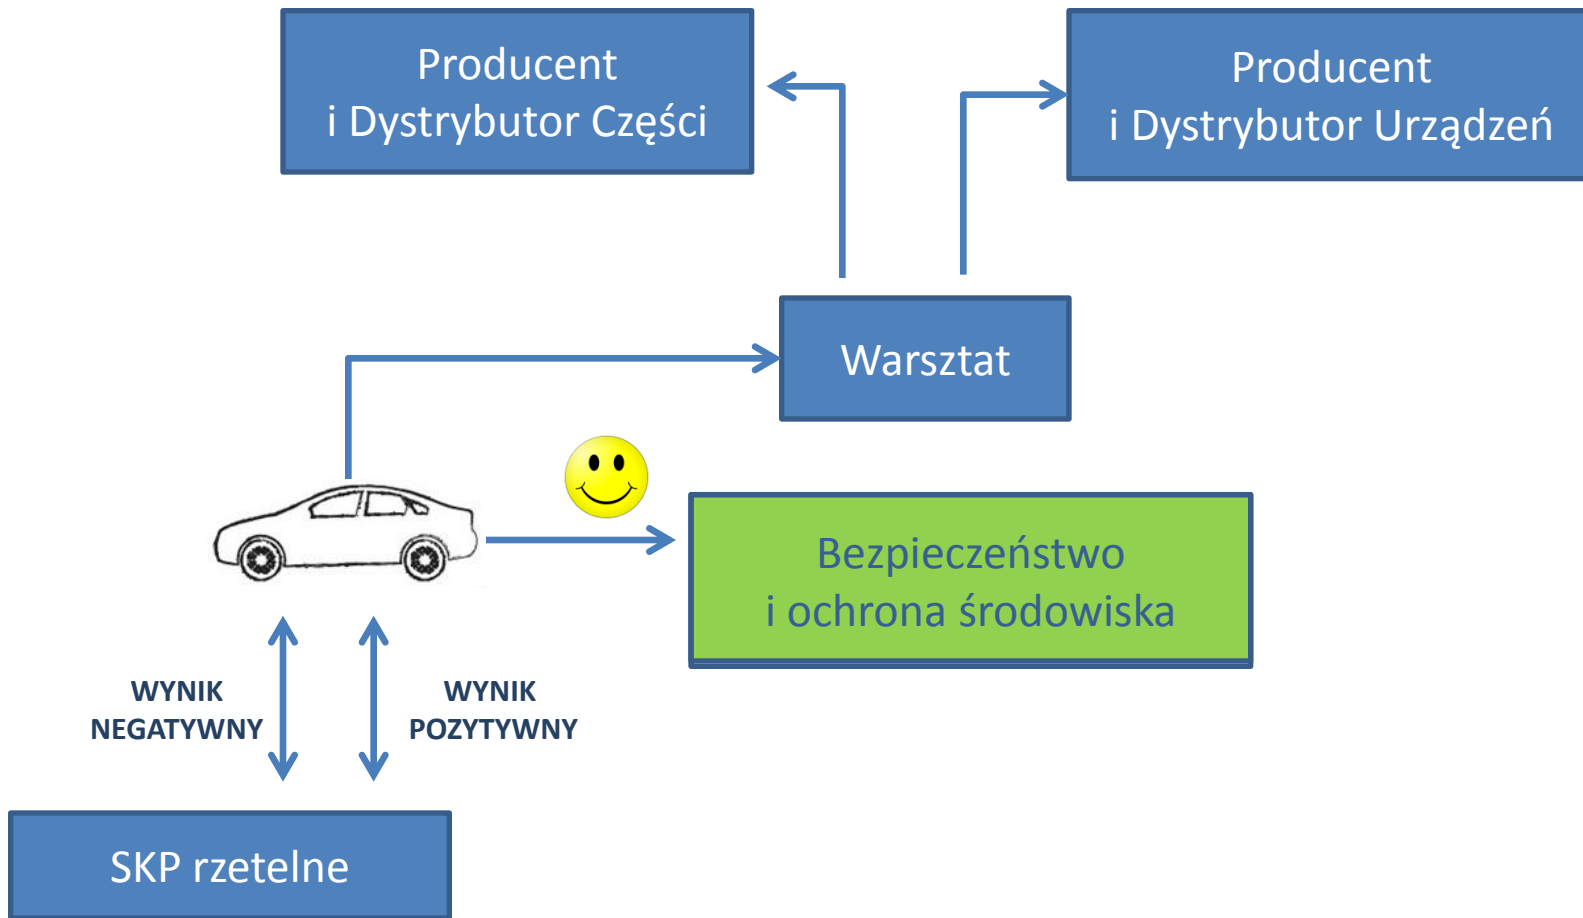 Producent
i Dystrybutor Części
Producent
i Dystrybutor Urządzeń
Warsztat
Bezpieczeństwo
i ochrona środowiska
WYNIK
NEGATYWNY
WYNIK
POZYTYWNY
SKP rzetelne